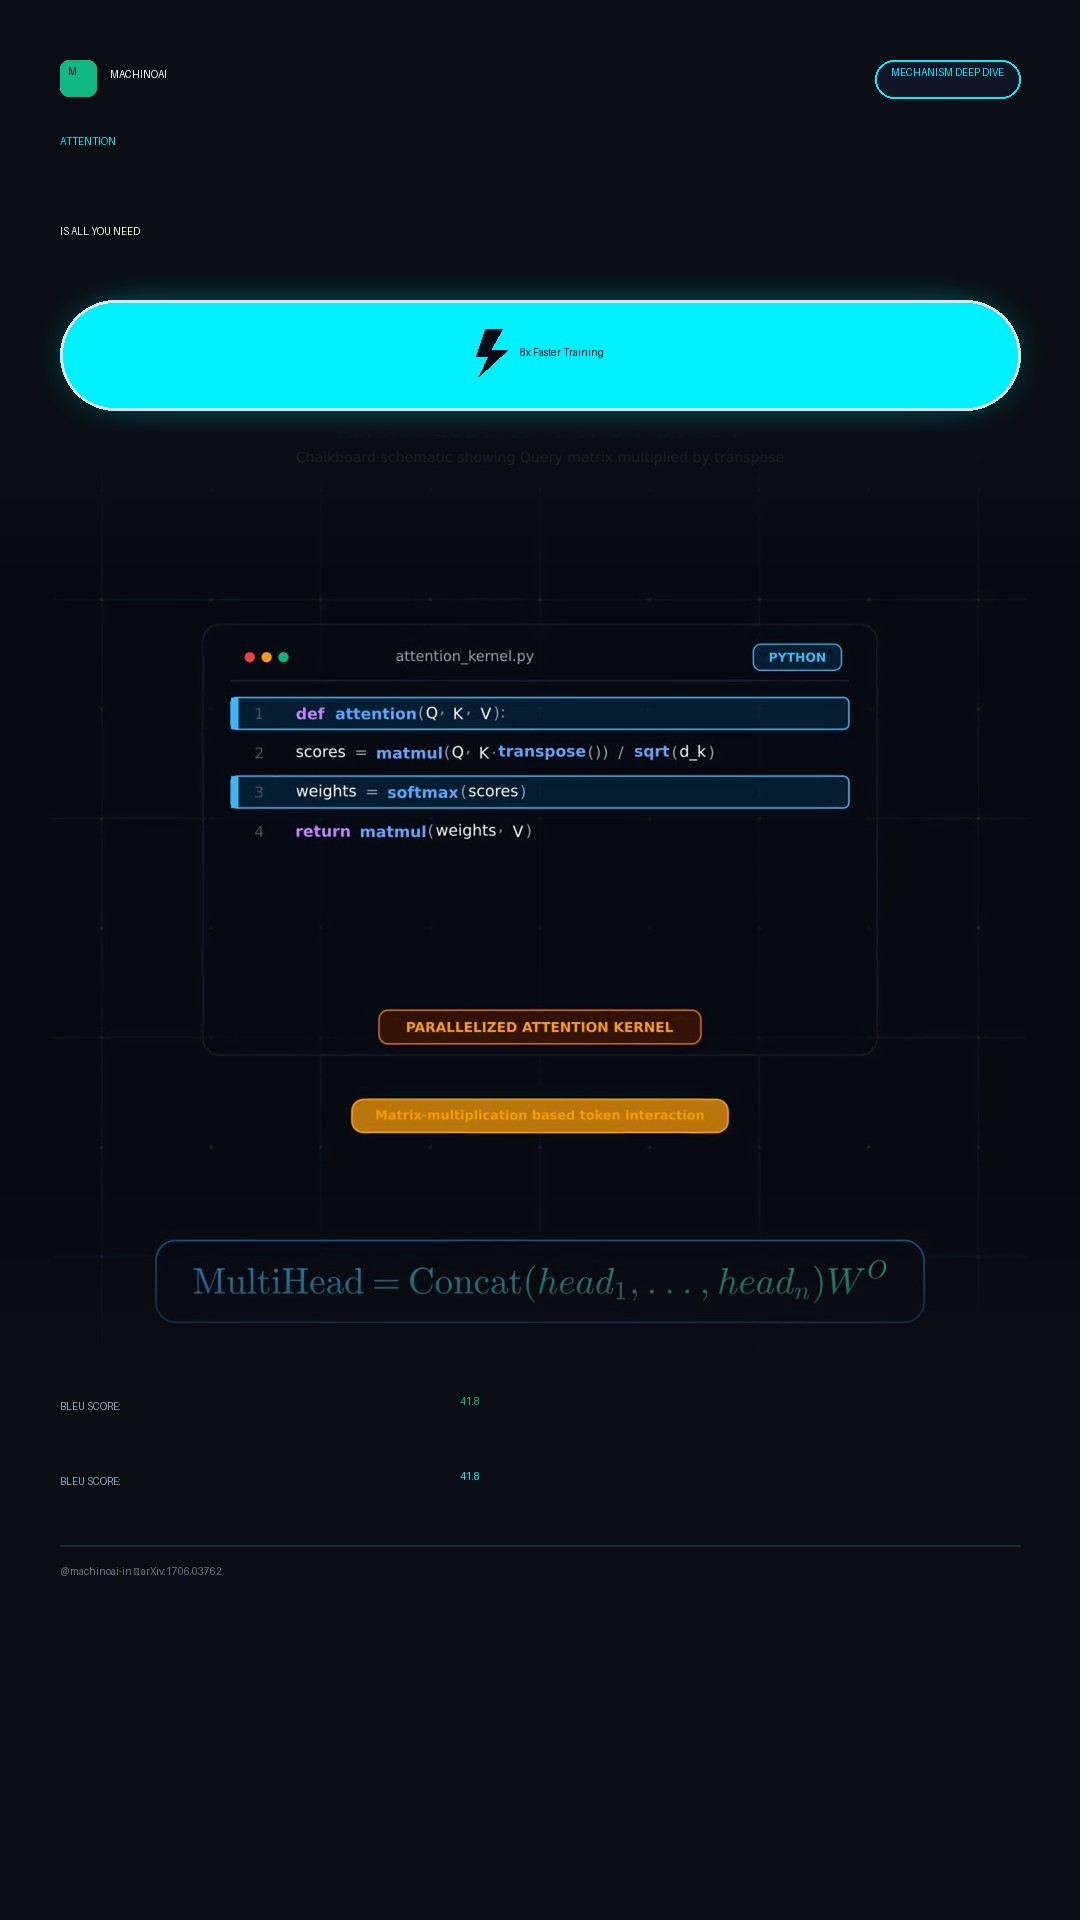 M
MACHINOAI
MECHANISM DEEP DIVE
ATTENTION
IS ALL YOU NEED
8x Faster Training
Chalkboard schematic showing Query matrix multiplied by transpose
attention_kernel.py
PYTHON
1 def attention(Q, K, V):
2 scores = matmul(Q, K.transpose()) / sqrt(d_k)
3 weights = softmax(scores)
4 return matmul(weights, V)
PARALLELIZED ATTENTION KERNEL
Matrix-multiplication based token interaction
MultiHead = Concat(head₁, . . . , headₙ)Wᴼ
BLEU SCORE: 41.8
BLEU SCORE: 41.8
@machinoai-in arXiv:1706.03762